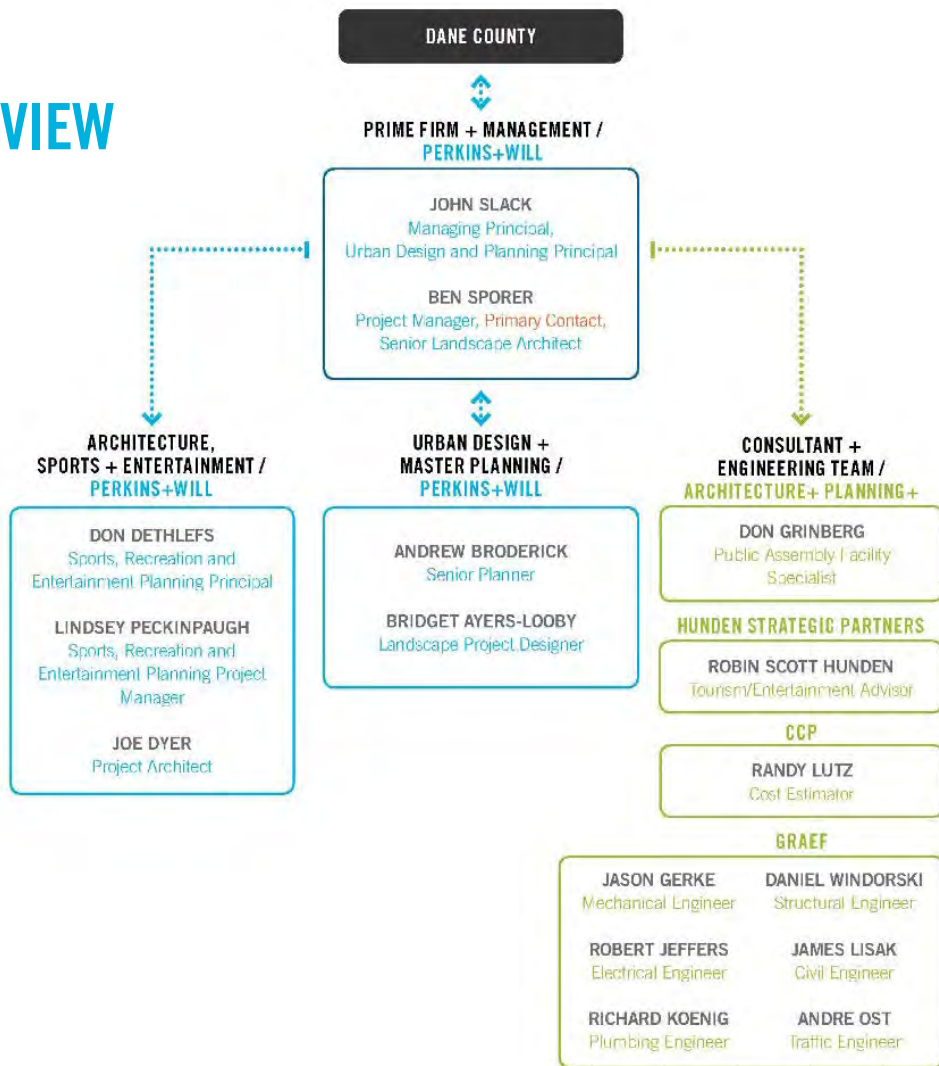 DANE COUNTY
VIEW
PRIME FIRM + MANAGEMENT /
PERKINS+WILL
JOHN SLACK
Managing Principal,
Urban Design and Planning Principal
BEN SPORER
Project Manager, Primary Contact,
Senior Landscape Architect
ARCHITECTURE,
SPORTS + ENTERTAINMENT /
PERKINS+WILL
DON DETHLEFS
Sports, Recreation and
Entertainment Planning Principal
LINDSEY PECKINPAUGH
Sports, Recreation and
Entertainment Planning Project
Manager
JOE DYER
Project Architect
URBAN DESIGN +
MASTER PLANNING /
PERKINS+WILL
ANDREW BRODERICK
Senior Planner
BRIDGET AYERS-LOOBY
Landscape Project Designer
CONSULTANT +
ENGINEERING TEAM /
ARCHITECTURE+ PLANNING+
DON GRINBERG
Public Assembly Facility
Specialist
HUNDEN STRATEGIC PARTNERS
ROBIN SCOTT HUNDEN
Tourism/Entertainment Advisor
CCP
RANDY LUTZ
Cost Estimator
GRAEF
JASON GERKE
Mechanical Engineer
DANIEL WINDORSKI
Structural Engineer
ROBERT JEFFERS
Electrical Engineer
JAMES LISAK
Civil Engineer
RICHARD KOENIG
Plumbing Engineer
ANDRE OST
Traffic Engineer